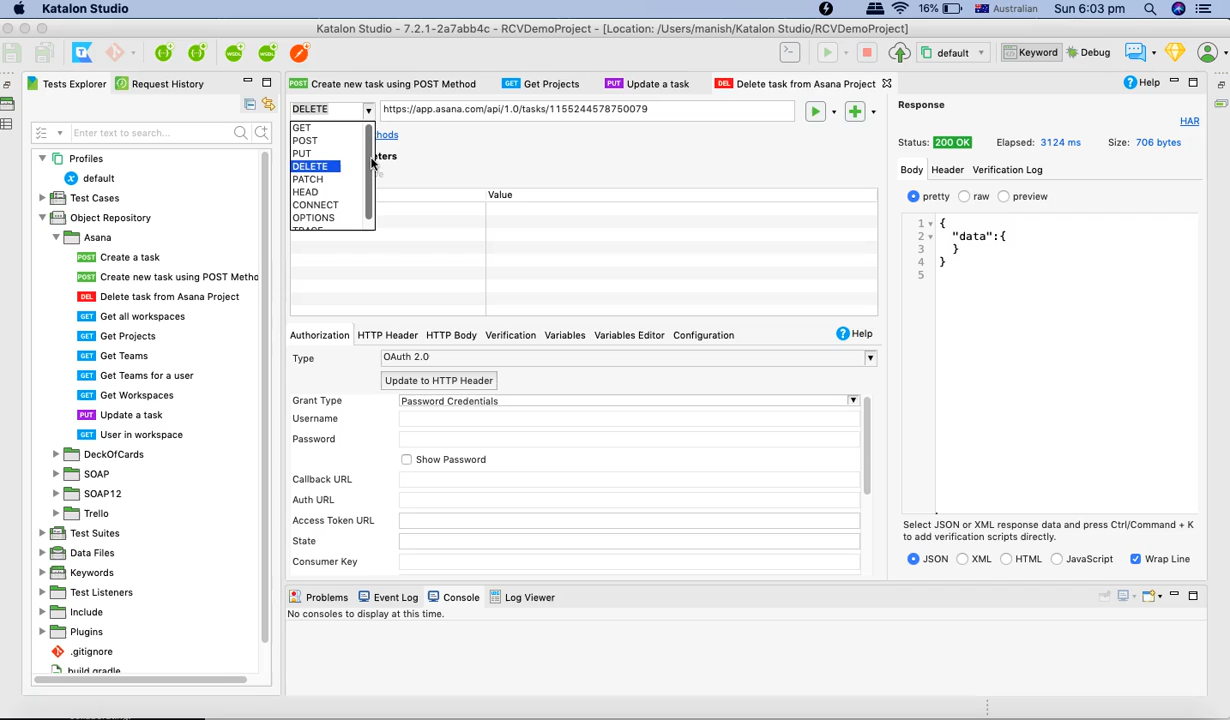 Katalon Studio
16%
Australian
Sun 6:03 pm
Katalon Studio - 7.2.1-2a7abb4c - RCVDemoProject - [Location: /Users/manish/Katalon Studio/RCVDemoProject]
default
Keyword
Debug
Tests Explorer
Request History
Enter text to search...
Profiles
default
Test Cases
Object Repository
Asana
POST Create a task
POST Create new task using POST Metho
DEL Delete task from Asana Project
GET Get all workspaces
GET Get Projects
GET Get Teams
GET Get Teams for a user
GET Get Workspaces
PUT Update a task
GET User in workspace
DeckOfCards
SOAP
SOAP12
Trello
Test Suites
Data Files
Keywords
Test Listeners
Include
Plugins
.gitignore
build.gradle
POST Create new task using POST Method
GET Get Projects
PUT Update a task
DEL Delete task from Asana Project
DELETE
https://app.asana.com/api/1.0/tasks/1155244578750079
GET
POST
PUT
DELETE
PATCH
HEAD
CONNECT
OPTIONS
TRACE
hods
ters
Value
Authorization
HTTP Header
HTTP Body
Verification
Variables
Variables Editor
Configuration
Help
Type
OAuth 2.0
Update to HTTP Header
Grant Type
Password Credentials
Username
Password
Show Password
Callback URL
Auth URL
Access Token URL
State
Consumer Key
Help
Response
HAR
Status: 200 OK Elapsed: 3124 ms Size: 706 bytes
Body
Header
Verification Log
pretty
raw
preview
1 {
2 "data":{
3 }
4 }
5
Select JSON or XML response data and press Ctrl/Command + K
to add verification scripts directly.
JSON
XML
HTML
JavaScript
Wrap Line
Problems
Event Log
Console
Log Viewer
No consoles to display at this time.